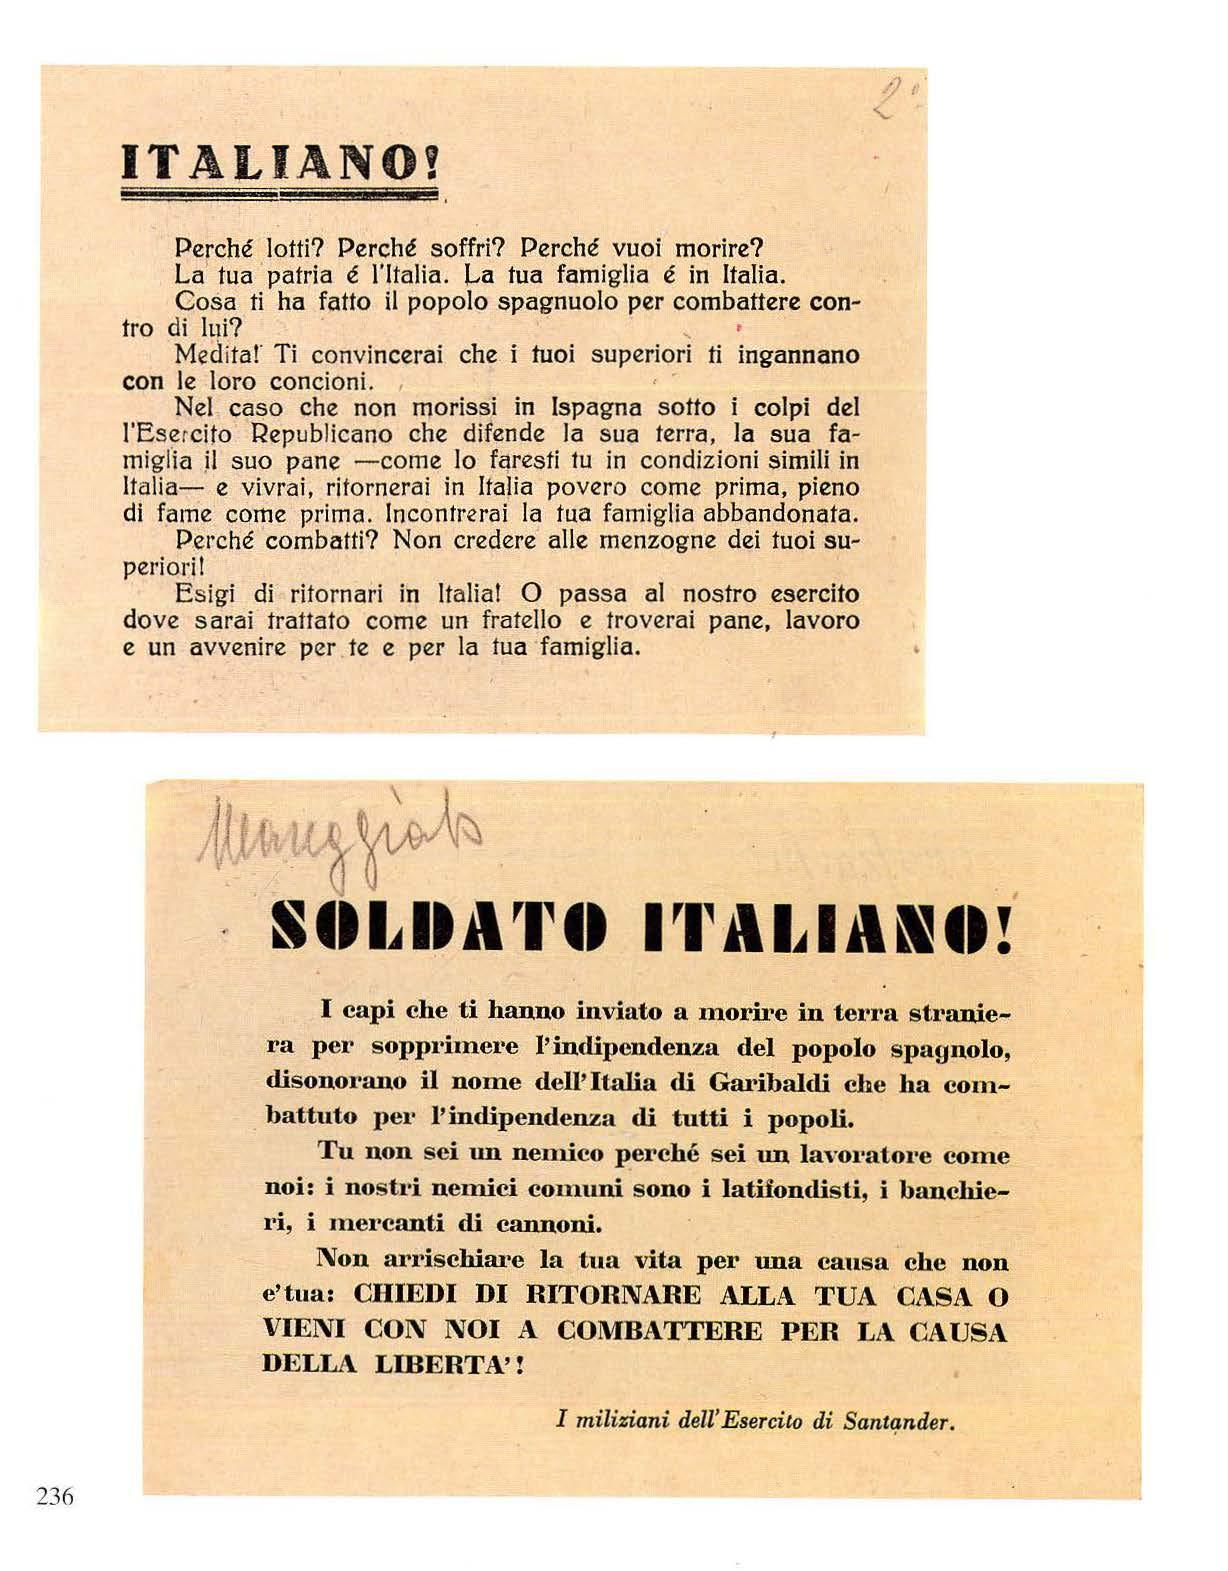 2º
ITALIANO!
Perché lotti? Perché soffri? Perché vuoi morire?
La tua patria é l'Italia. La tua famiglia é in Italia.
Cosa ti ha fatto il popolo spagnuolo per combattere con-
tro di lui?
Medita! Ti convincerai che i tuoi superiori ti ingannano
con le loro concioni.
Nel caso che non morissi in Ispagna sotto i colpi del
l'Esercito Republicano che difende la sua terra, la sua fa-
miglia il suo pane —come lo faresti tu in condizioni simili in
Italia— e vivrai, ritornerai in Italia povero come prima, pieno
di fame come prima. Incontrerai la tua famiglia abbandonata.
Perché combatti? Non credere alle menzogne dei tuoi su-
periori!
Esigi di ritornari in Italia! O passa al nostro esercito
dove sarai trattato come un fratello e troverai pane, lavoro
e un avvenire per te e per la tua famiglia.
SOLDATO ITALIANO!
I capi che ti hanno inviato a morire in terra stranie-
ra per sopprimere l'indipendenza del popolo spagnolo,
disonorano il nome dell'Italia di Garibaldi che ha com-
battuto per l'indipendenza di tutti i popoli.
Tu non sei un nemico perché sei un lavoratore come
noi: i nostri nemici comuni sono i latifondisti, i banchie-
ri, i mercanti di cannoni.
Non arrischiare la tua vita per una causa che non
e'tua: CHIEDI DI RITORNARE ALLA TUA CASA O
VIENI CON NOI A COMBATTERE PER LA CAUSA
DELLA LIBERTA'!
I miliziani dell'Esercito di Santander.
236